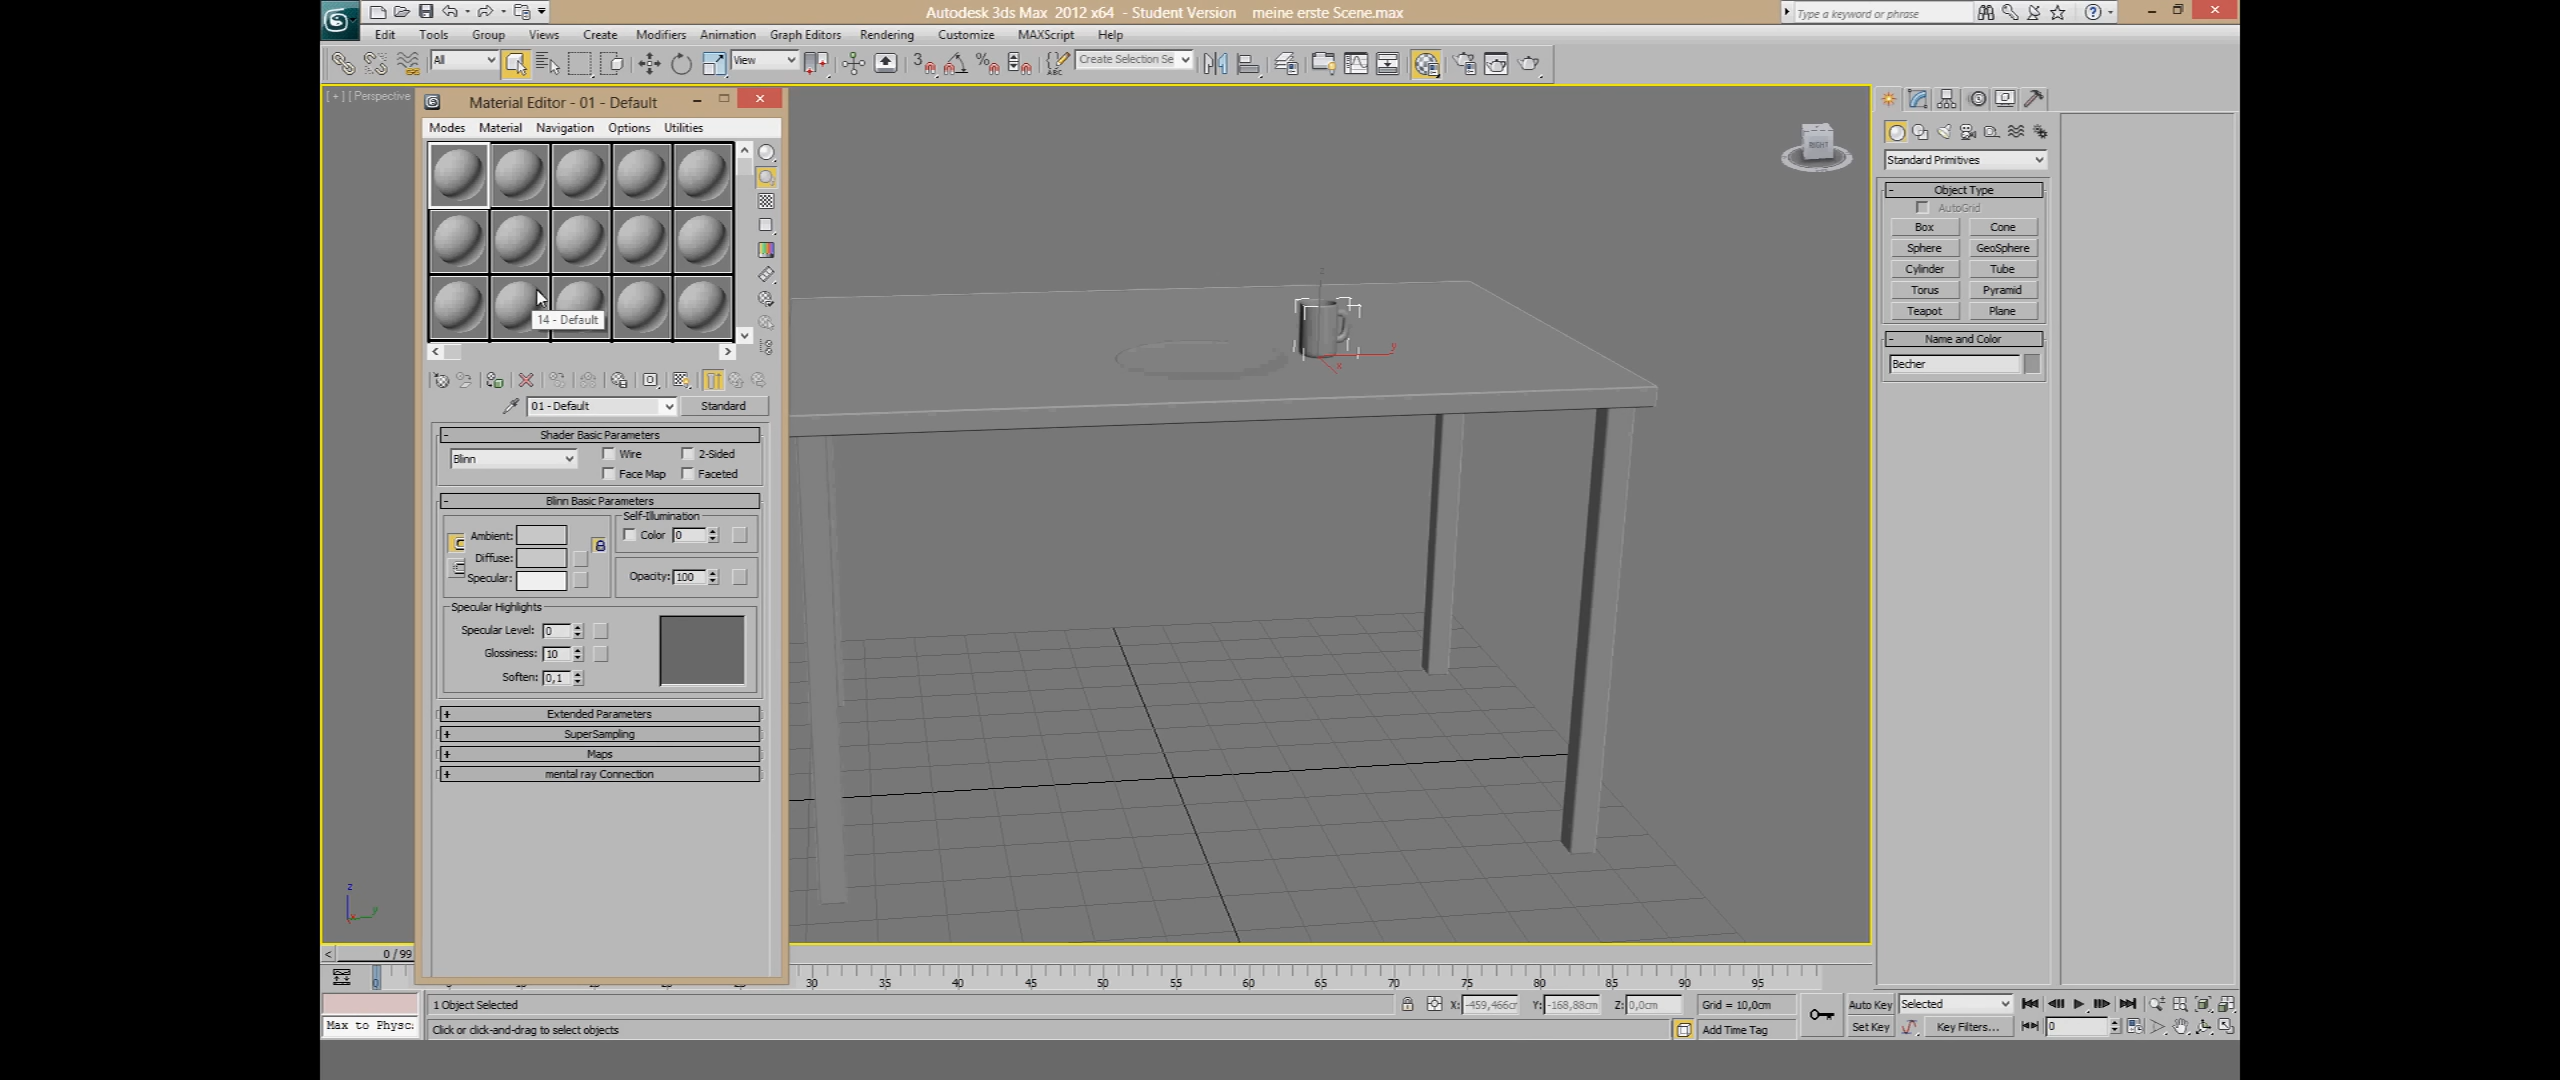 Autodesk 3ds Max 2012 x64 - Student Version meine erste Scene.max
Type a keyword or phrase
Edit Tools Group Views Create Modifiers Animation Graph Editors Rendering Customize MAXScript Help
All View Create Selection Se
[ + ] [ Perspective
Material Editor - 01 - Default
Modes Material Navigation Options Utilities
14 - Default
01 - Default Standard
Shader Basic Parameters
Blinn Wire 2-Sided
Face Map Faceted
Blinn Basic Parameters
Self-Illumination
Ambient: Color 0
Diffuse:
Specular: Opacity: 100
Specular Highlights
Specular Level: 0
Glossiness: 10
Soften: 0,1
Extended Parameters
SuperSampling
Maps
mental ray Connection
RIGHT
z
y
x
Standard Primitives
Object Type
AutoGrid
Box Cone
Sphere GeoSphere
Cylinder Tube
Torus Pyramid
Teapot Plane
Name and Color
Becher
z
y
x
0 / 99
0 30 35 40 45 50 55 60 65 70 75 80 85 90 95
1 Object Selected X: -459,466cr Y: -168,88cm Z: 0,0cm Grid = 10,0cm Auto Key Selected
Max to Physc: Click or click-and-drag to select objects Add Time Tag Set Key Key Filters... 0